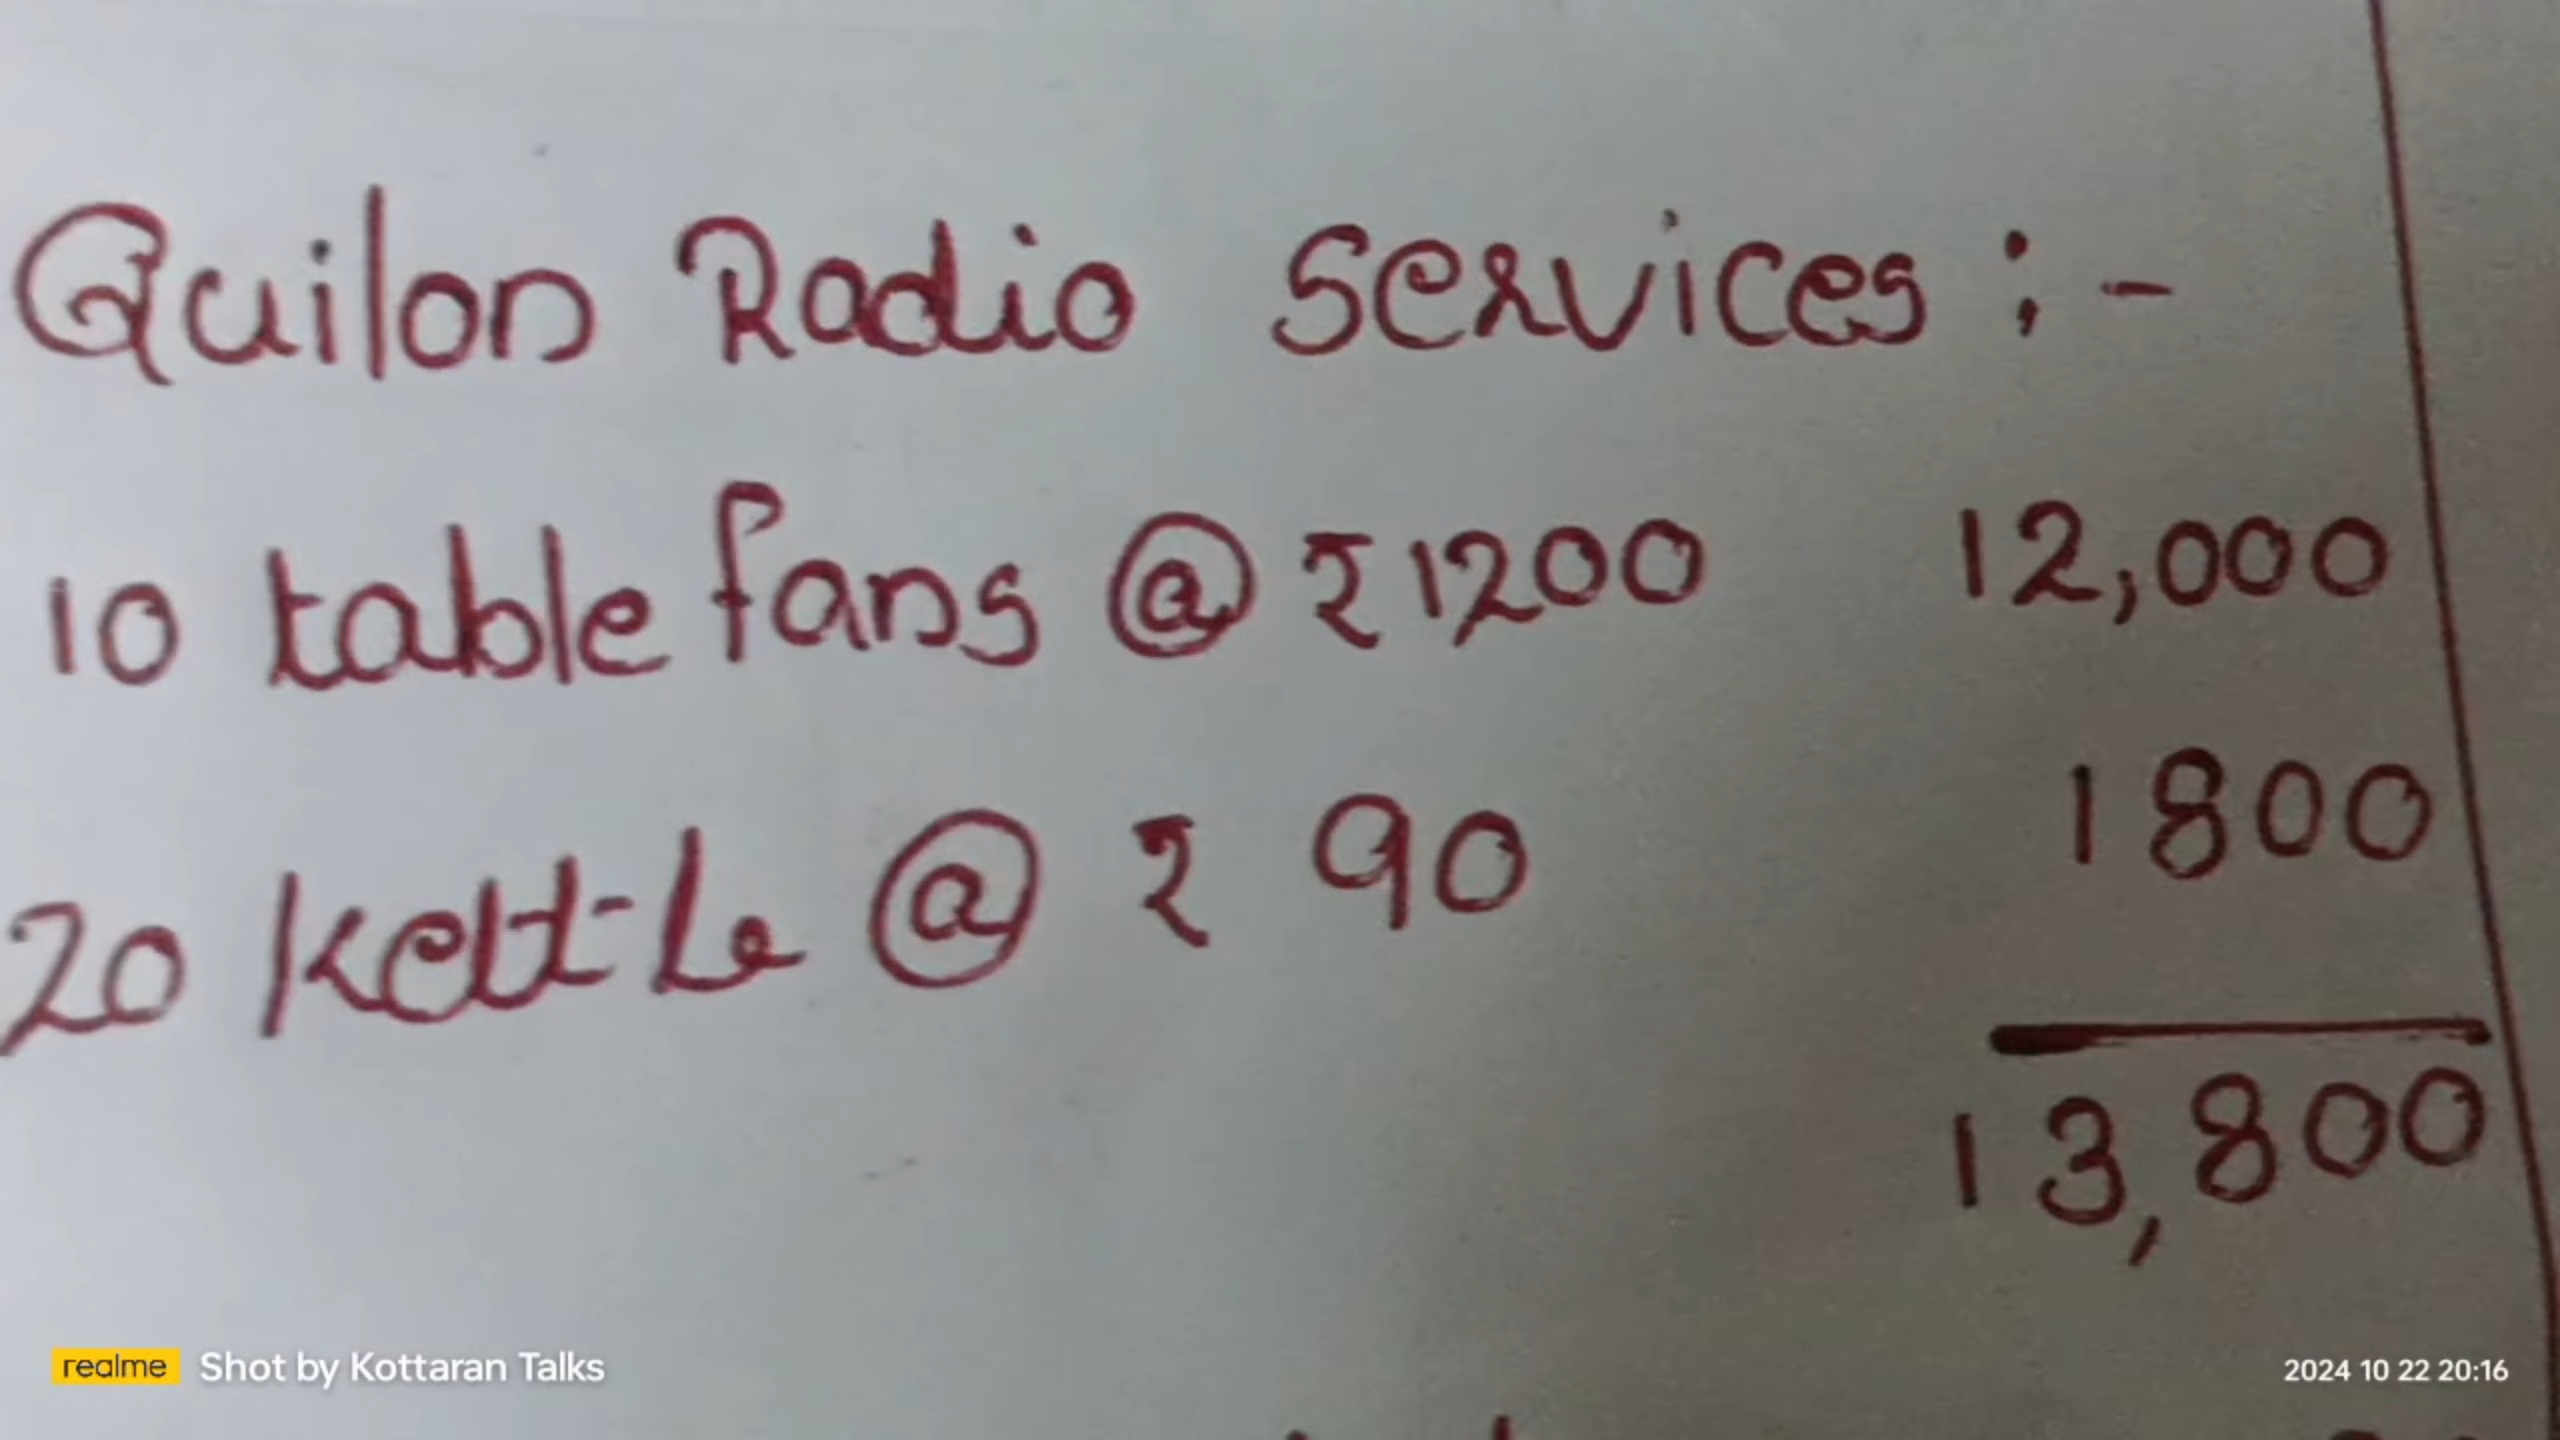 Quilon Radio Services :-
10 table fans @ ₹1200 12,000
20 kettle @ ₹ 90 1800
13,800
realme Shot by Kottaran Talks 2024 10 22 20:16